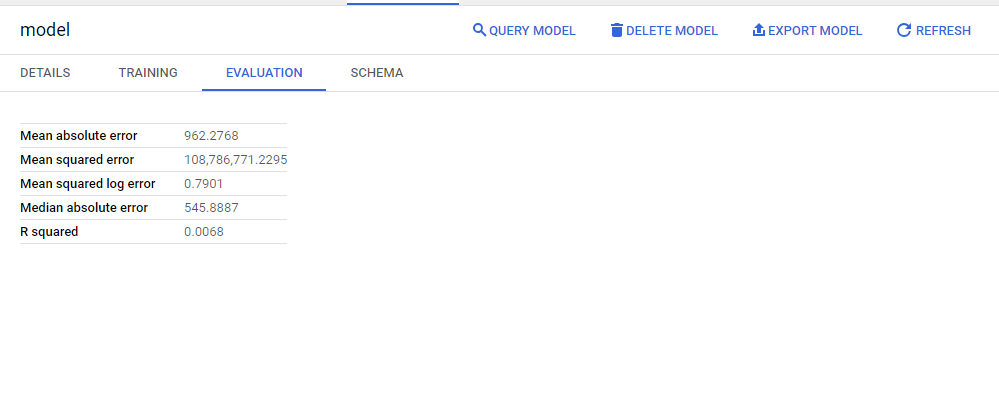 model
QUERY MODEL
DELETE MODEL
EXPORT MODEL
REFRESH
DETAILS
TRAINING
EVALUATION
SCHEMA
Mean absolute error 962.2768
Mean squared error 108,786,771.2295
Mean squared log error 0.7901
Median absolute error 545.8887
R squared 0.0068